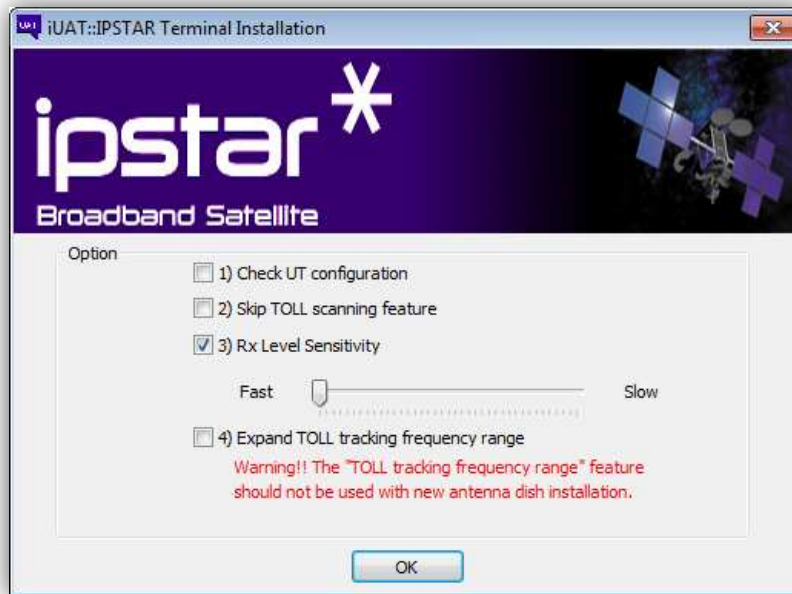 UAT
iUAT::IPSTAR Terminal Installation
ipstar*
Broadband Satellite
Option
1) Check UT configuration
2) Skip TOLL scanning feature
3) Rx Level Sensitivity
Fast Slow
4) Expand TOLL tracking frequency range
Warning!! The "TOLL tracking frequency range" feature
should not be used with new antenna dish installation.
OK